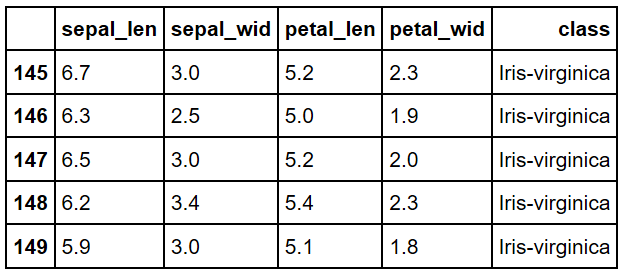 sepal_len sepal_wid petal_len petal_wid class
145 6.7 3.0 5.2 2.3 Iris-virginica
146 6.3 2.5 5.0 1.9 Iris-virginica
147 6.5 3.0 5.2 2.0 Iris-virginica
148 6.2 3.4 5.4 2.3 Iris-virginica
149 5.9 3.0 5.1 1.8 Iris-virginica